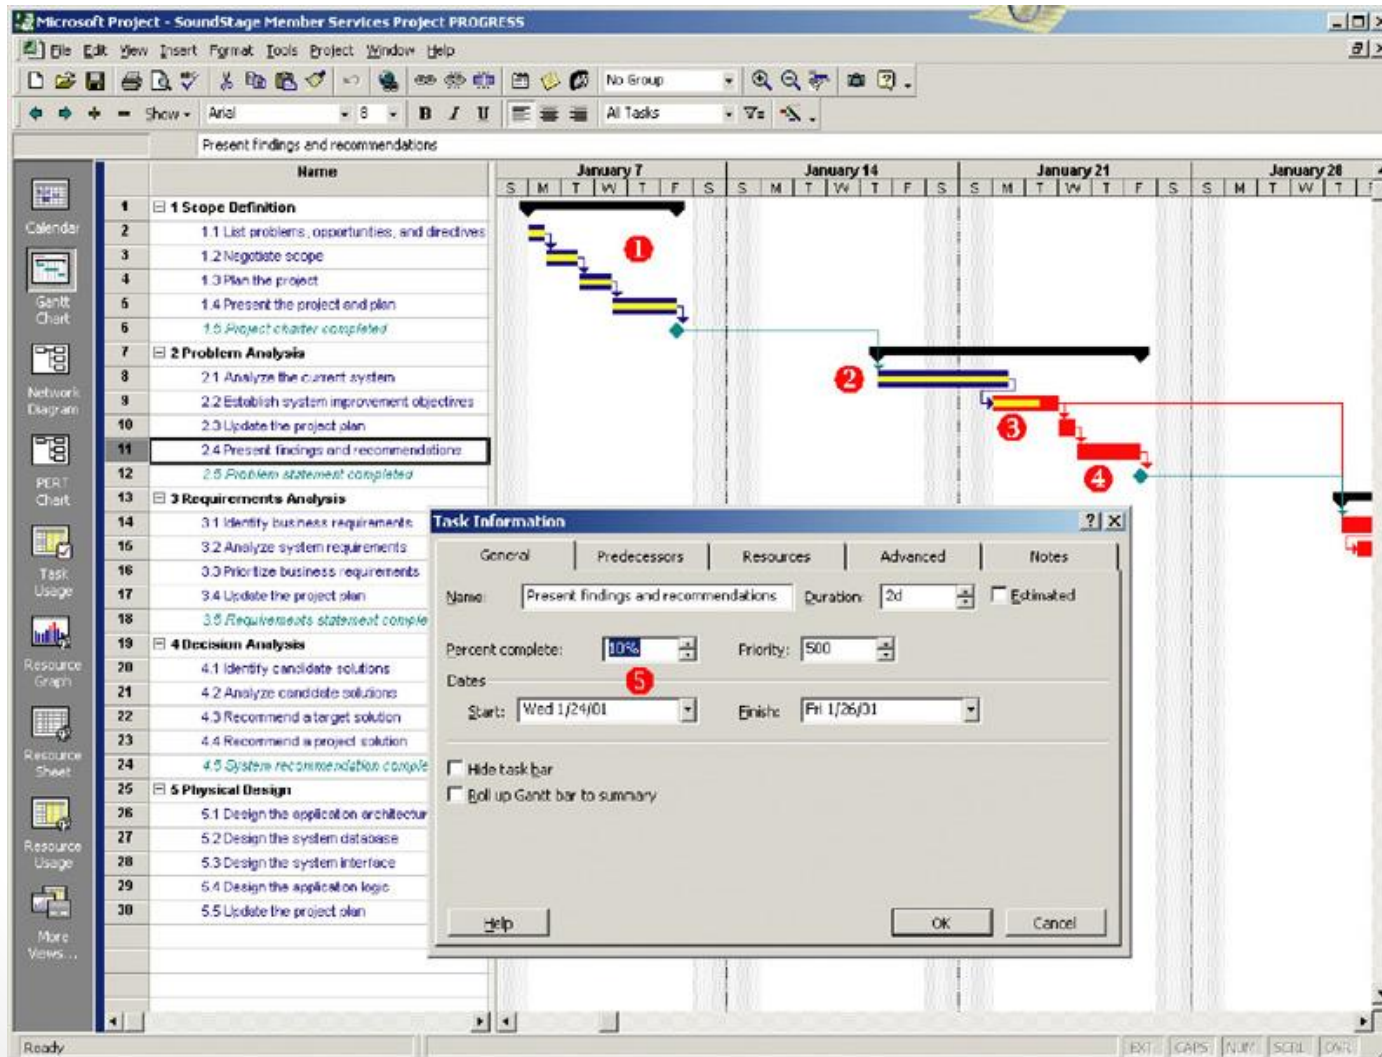 Microsoft Project - SoundStage Member Services Project PROGRESS
File Edit View Insert Format Tools Project Window Help
No Group
Show Arial 8 B I U All Tasks
Present findings and recommendations
Name January 7 January 14 January 21 January 28
S M T W T F S S M T W T F S S M T W T F S S M T W T F
Calendar
Gantt Chart
Network Diagram
PERT Chart
Task Usage
Resource Graph
Resource Sheet
Resource Usage
More Views...
1 1 Scope Definition
2 1.1 List problems, opportunties, and directives
3 1.2 Negotiate scope
4 1.3 Plan the project
5 1.4 Present the project and plan
6 1.5 Project charter completed
7 2 Problem Analysis
8 2.1 Analyze the current system
9 2.2 Establish system improvement objectives
10 2.3 Update the project plan
11 2.4 Present findings and recommendations
12 2.5 Problem statement completed
13 3 Requirements Analysis
14 3.1 Identify business requirements
15 3.2 Analyze system requirements
16 3.3 Prioritize business requirements
17 3.4 Update the project plan
18 3.5 Requirements statement comple
19 4 Decision Analysis
20 4.1 Identify candidate solutions
21 4.2 Analyze candidate solutions
22 4.3 Recommend a target solution
23 4.4 Recommend a project solution
24 4.5 System recommendation comple
25 5 Physical Design
26 5.1 Design the application architectur
27 5.2 Design the system database
28 5.3 Design the system interface
29 5.4 Design the application logic
30 5.5 Update the project plan
1
2
3
4
Task Information
General Predecessors Resources Advanced Notes
Name: Present findings and recommendations Duration: 2d Estimated
Percent complete: 10% Priority: 500
5
Dates
Start: Wed 1/24/01 Finish: Fri 1/26/01
Hide task bar
Roll up Gantt bar to summary
Help OK Cancel
Ready EXT CAPS NUM SCRL OVR